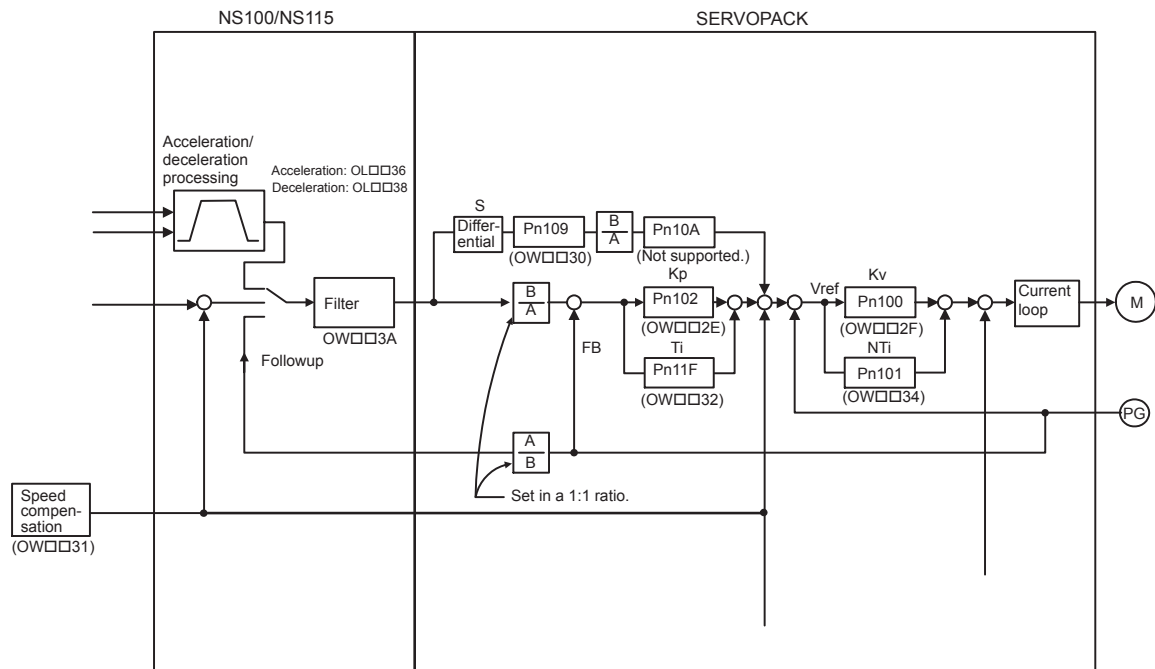 NS100/NS115
SERVOPACK
Acceleration/
deceleration
processing
Acceleration: OL□□36
Deceleration: OL□□38
S
Differ-
ential
Pn109
(OW□□30)
B
A
Pn10A
(Not supported.)
Filter
OW□□3A
Followup
B
A
FB
Kp
Pn102
(OW□□2E)
Ti
Pn11F
(OW□□32)
Vref
Kv
Pn100
(OW□□2F)
NTi
Pn101
(OW□□34)
Current
loop
M
PG
A
B
Set in a 1:1 ratio.
Speed
compen-
sation
(OW□□31)